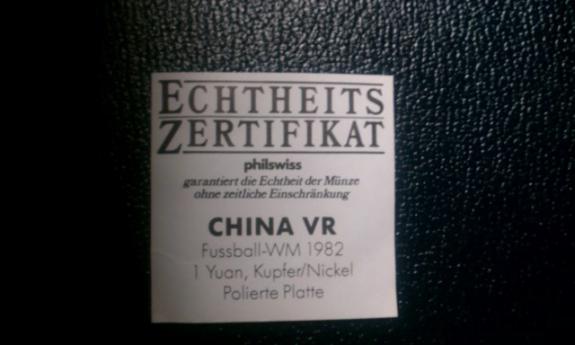 ECHTHEITS
ZERTIFIKAT
philswiss
garantiert die Echtheit der Münze
ohne zeitliche Einschränkung
CHINA VR
Fussball-WM 1982
1 Yuan, Kupfer/Nickel
Polierte Platte